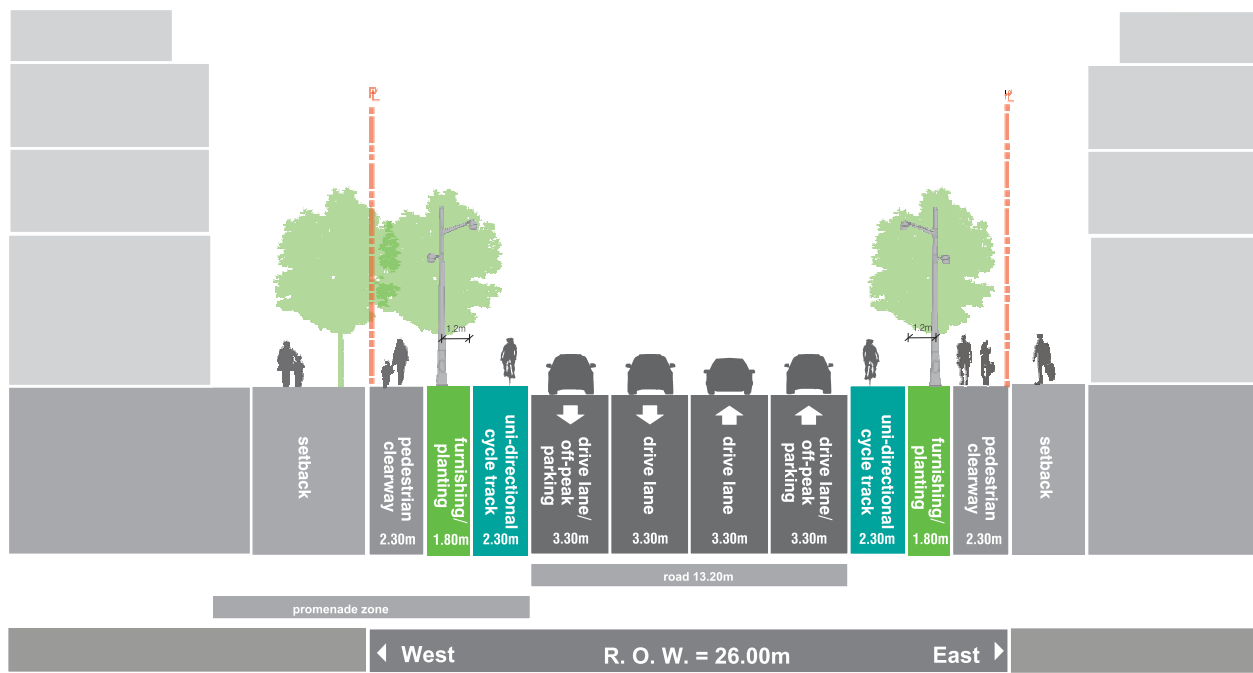 PL
PL
1.2m
1.2m
setback
pedestrian
clearway
2.30m
furnishing/
planting
1.80m
uni-directional
cycle track
2.30m
drive lane/
off-peak
parking
3.30m
drive lane
3.30m
drive lane
3.30m
drive lane/
off-peak
parking
3.30m
uni-directional
cycle track
2.30m
furnishing/
planting
1.80m
pedestrian
clearway
2.30m
setback
road 13.20m
promenade zone
West
R. O. W. = 26.00m
East